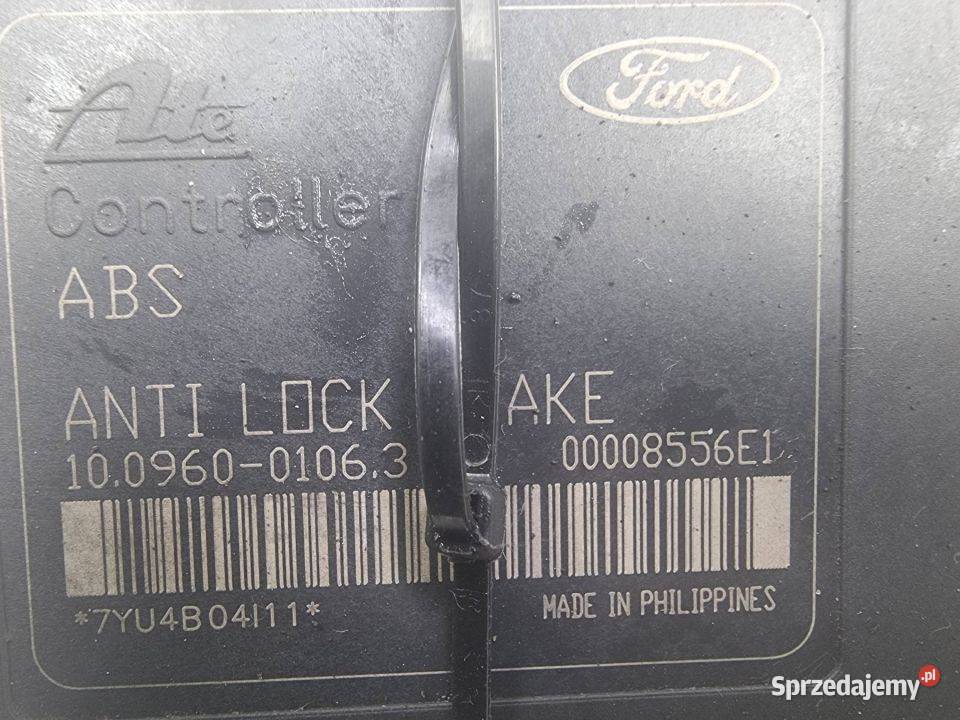 Ate
Ford
Controller
ABS
ANTI LOCK AKE
10.0960-0106.3 00008556E1
*7YU4B04I11*
MADE IN PHILIPPINES
Sprzedajemy.pl